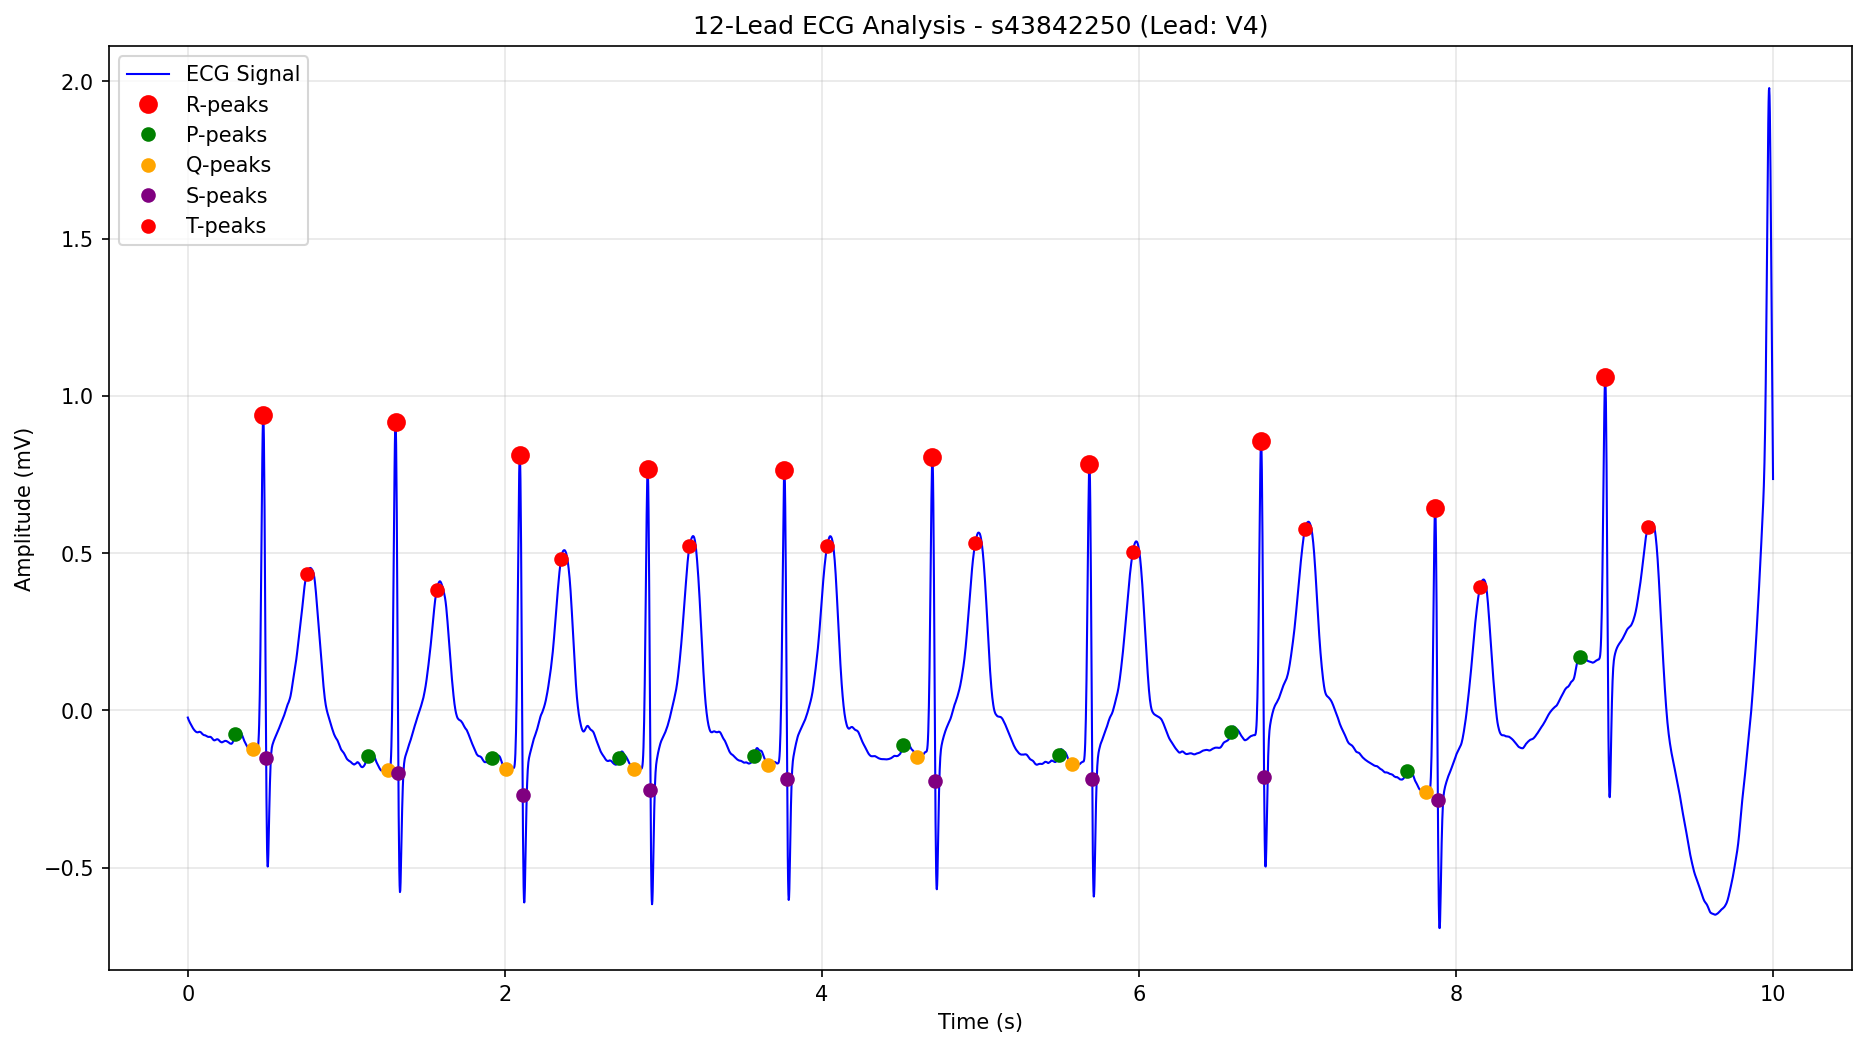 12-Lead ECG Analysis - s43842250 (Lead: V4)
ECG Signal
R-peaks
P-peaks
Q-peaks
S-peaks
T-peaks
2.0
1.5
1.0
0.5
0.0
−0.5
Amplitude (mV)
0 2 4 6 8 10
Time (s)